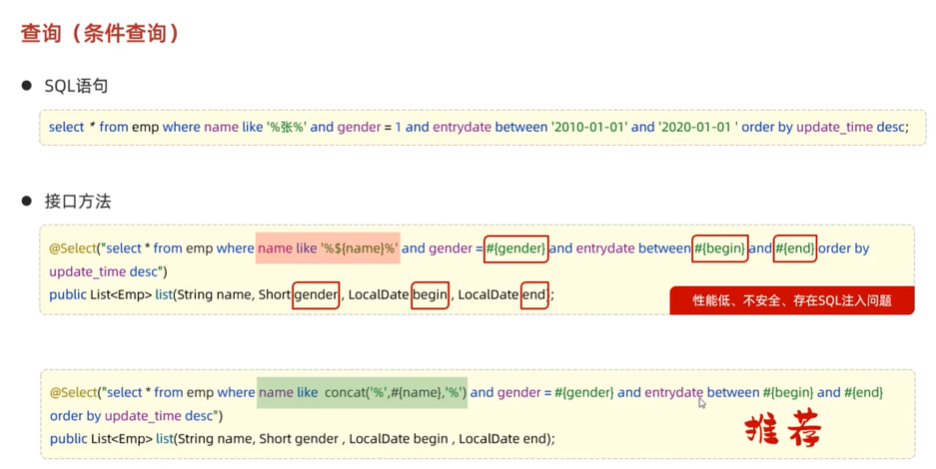 查询（条件查询）
● SQL语句
select * from emp where name like '%张%' and gender = 1 and entrydate between '2010-01-01' and '2020-01-01 ' order by update_time desc;
● 接口方法
@Select("select * from emp where name like '%${name}%' and gender = #{gender} and entrydate between #{begin} and #{end} order by
update_time desc")
public List<Emp> list(String name, Short gender , LocalDate begin , LocalDate end);
性能低、不安全、存在SQL注入问题
@Select("select * from emp where name like  concat('%',#{name},'%') and gender = #{gender} and entrydate between #{begin} and #{end}
order by update_time desc")
public List<Emp> list(String name, Short gender , LocalDate begin , LocalDate end);
推荐